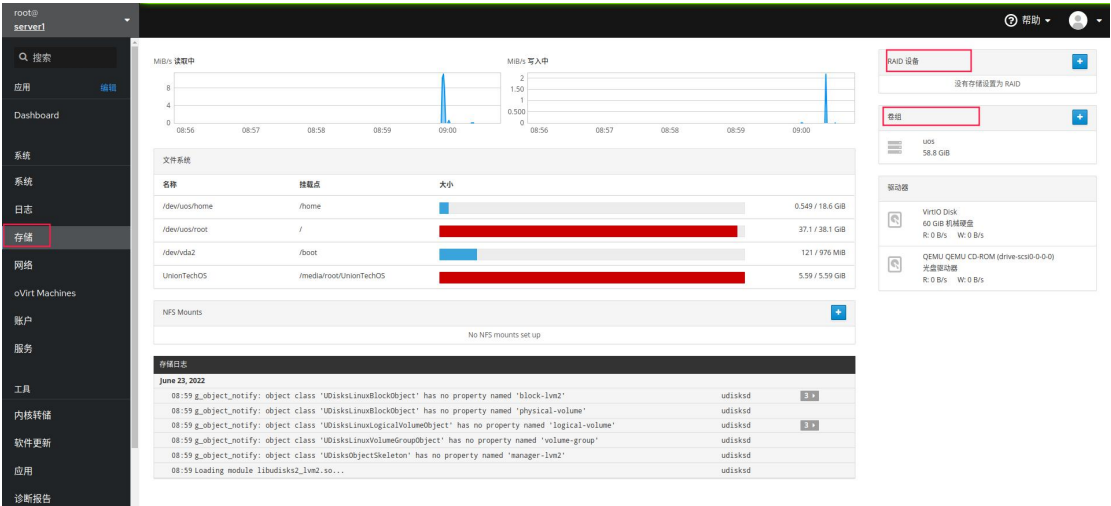 root@
server1
帮助
搜索
应用 编辑
Dashboard
系统
系统
日志
存储
网络
oVirt Machines
账户
服务
工具
内核转储
软件更新
应用
诊断报告
MiB/s 读取中
8
4
0
08:56 08:57 08:58 08:59 09:00
MiB/s 写入中
2
1.50
1
0.500
0
08:56 08:57 08:58 08:59 09:00
文件系统
名称 挂载点 大小
/dev/uos/home /home 0.549 / 18.6 GiB
/dev/uos/root / 37.1 / 38.1 GiB
/dev/vda2 /boot 121 / 976 MiB
UnionTechOS /media/root/UnionTechOS 5.59 / 5.59 GiB
NFS Mounts
No NFS mounts set up
存储日志
June 23, 2022
08:59 g_object_notify: object class 'UDisksLinuxBlockObject' has no property named 'block-lvm2' udisksd 3
08:59 g_object_notify: object class 'UDisksLinuxBlockObject' has no property named 'physical-volume' udisksd
08:59 g_object_notify: object class 'UDisksLinuxLogicalVolumeObject' has no property named 'logical-volume' udisksd 3
08:59 g_object_notify: object class 'UDisksLinuxVolumeGroupObject' has no property named 'volume-group' udisksd
08:59 g_object_notify: object class 'UDisksObjectSkeleton' has no property named 'manager-lvm2' udisksd
08:59 Loading module libudisks2_lvm2.so... udisksd
RAID 设备
没有存储设置为 RAID
卷组
uos
58.8 GiB
驱动器
VirtIO Disk
60 GiB 机械硬盘
R: 0 B/s W: 0 B/s
QEMU QEMU CD-ROM (drive-scsi0-0-0-0)
光盘驱动器
R: 0 B/s W: 0 B/s